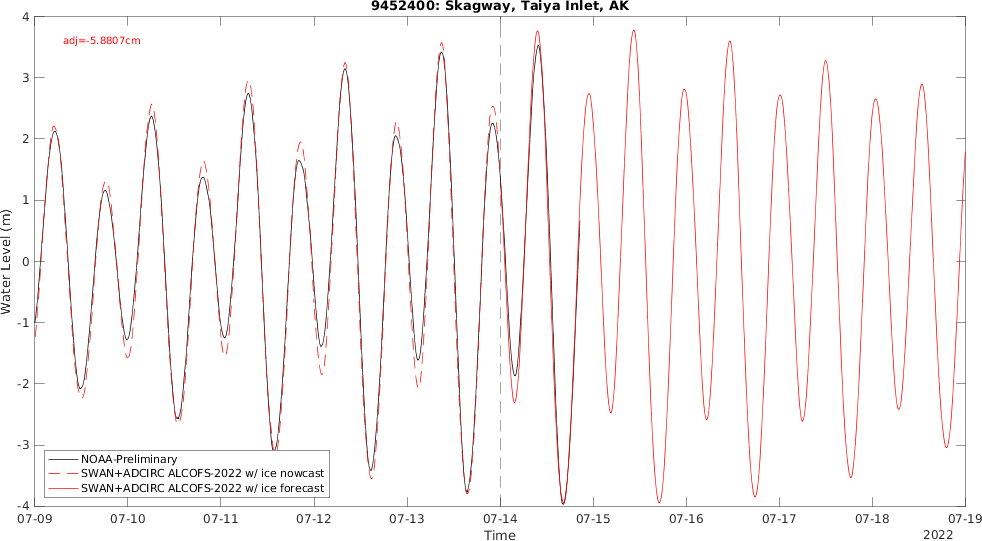 9452400: Skagway, Taiya Inlet, AK
adj=-5.8807cm
4
3
2
1
0
-1
-2
-3
-4
Water Level (m)
NOAA-Preliminary
SWAN+ADCIRC ALCOFS-2022 w/ ice nowcast
SWAN+ADCIRC ALCOFS-2022 w/ ice forecast
07-09 07-10 07-11 07-12 07-13 07-14 07-15 07-16 07-17 07-18 07-19
Time
2022